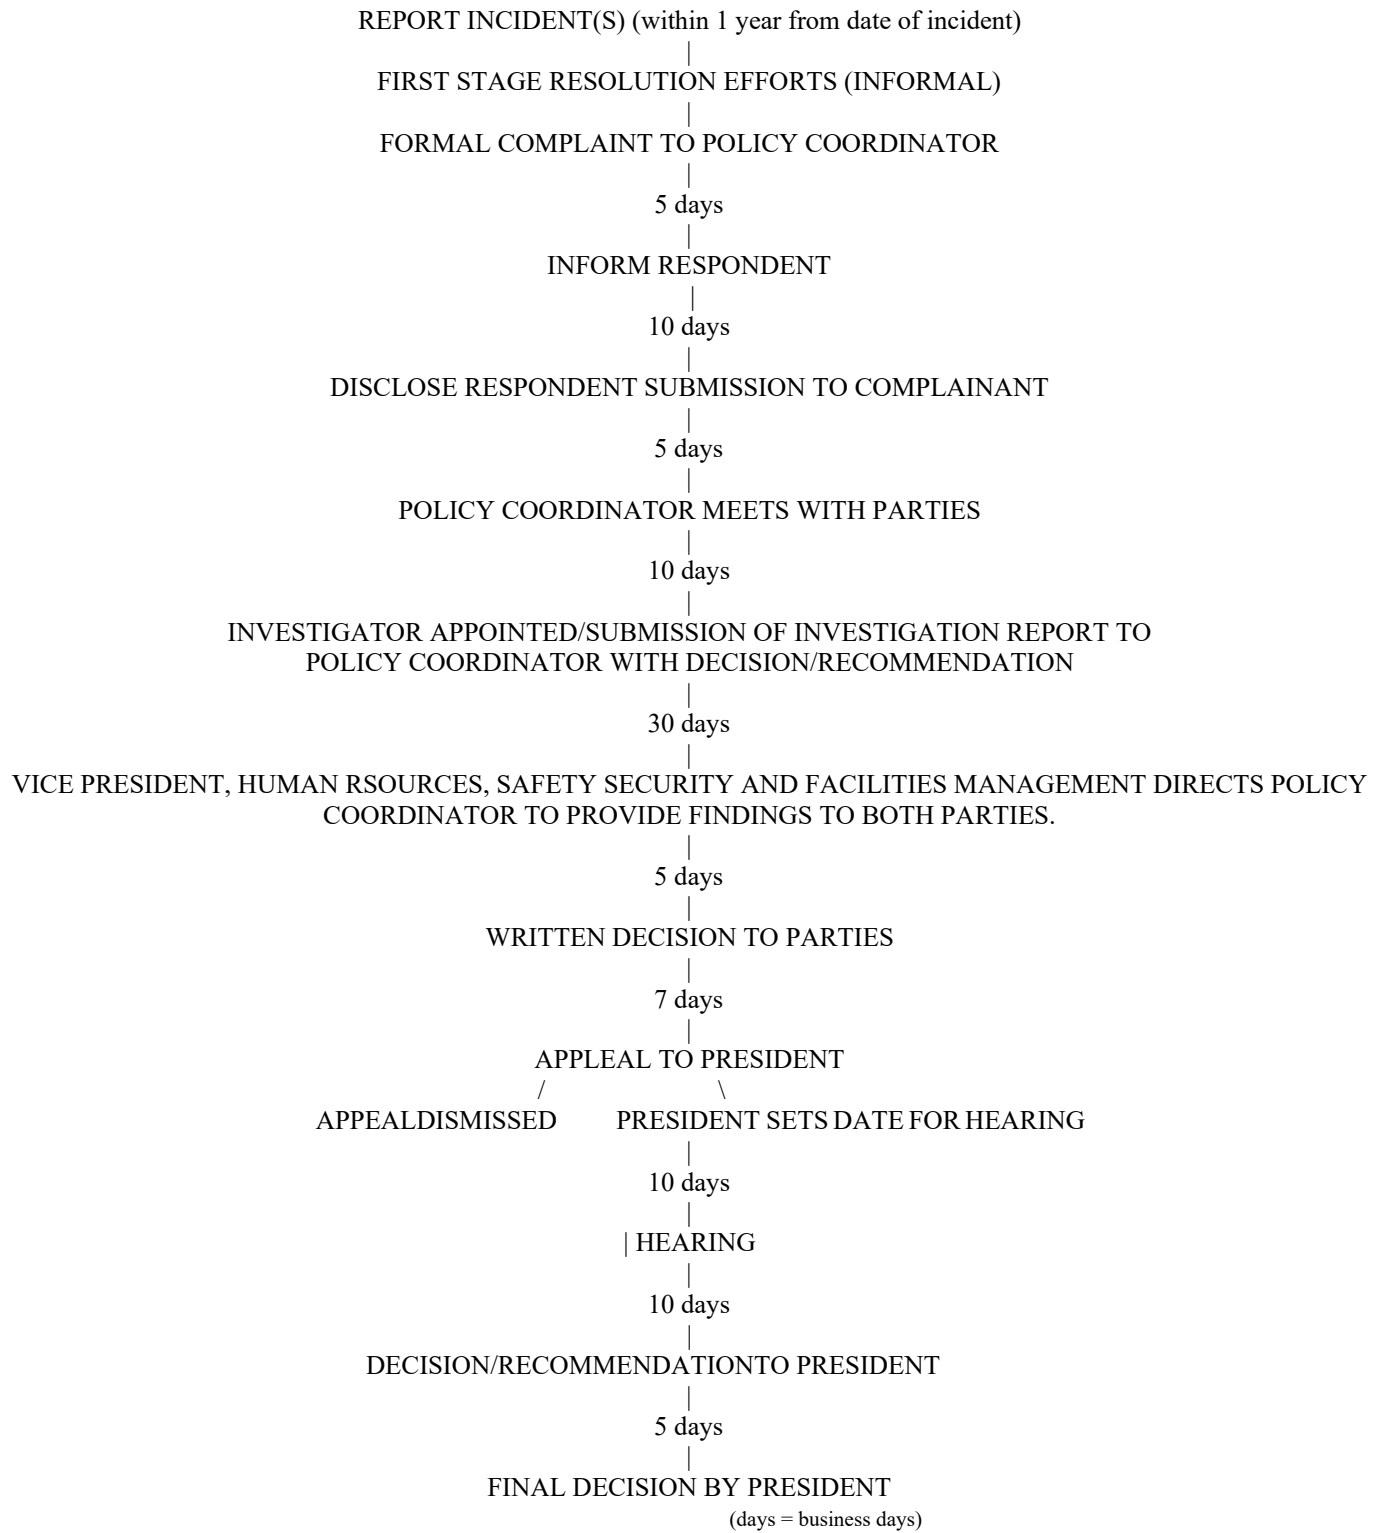 REPORT INCIDENT(S) (within 1 year from date of incident)
|
FIRST STAGE RESOLUTION EFFORTS (INFORMAL)
|
FORMAL COMPLAINT TO POLICY COORDINATOR
|
5 days
|
INFORM RESPONDENT
|
10 days
|
DISCLOSE RESPONDENT SUBMISSION TO COMPLAINANT
|
5 days
|
POLICY COORDINATOR MEETS WITH PARTIES
|
10 days
|
INVESTIGATOR APPOINTED/SUBMISSION OF INVESTIGATION REPORT TO
POLICY COORDINATOR WITH DECISION/RECOMMENDATION
|
30 days
|
VICE PRESIDENT, HUMAN RSOURCES, SAFETY SECURITY AND FACILITIES MANAGEMENT DIRECTS POLICY
COORDINATOR TO PROVIDE FINDINGS TO BOTH PARTIES.
|
5 days
|
WRITTEN DECISION TO PARTIES
|
7 days
|
APPLEAL TO PRESIDENT
/ \
APPEALDISMISSED PRESIDENT SETS DATE FOR HEARING
|
10 days
|
| HEARING
|
10 days
|
DECISION/RECOMMENDATIONTO PRESIDENT
|
5 days
|
FINAL DECISION BY PRESIDENT
(days = business days)